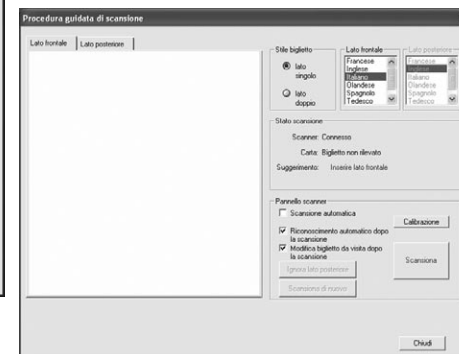 Procedura guidata di scansione
Lato frontale
Lato posteriore
Stile biglietto
lato singolo
lato doppio
Lato frontale
Francese
Inglese
Italiano
Olandese
Spagnolo
Tedesco
Lato posteriore
Francese
Inglese
Italiano
Olandese
Spagnolo
Tedesco
Stato scansione
Scanner: Connesso
Carta: Biglietto non rilevato
Suggerimento: Inserire lato frontale
Pannello scanner
Scansione automatica
Riconoscimento automatico dopo
la scansione
Modifica biglietto da visita dopo
la scansione
Ignora lato posteriore
Scansiona di nuovo
Calibrazione
Scansiona
Chiudi